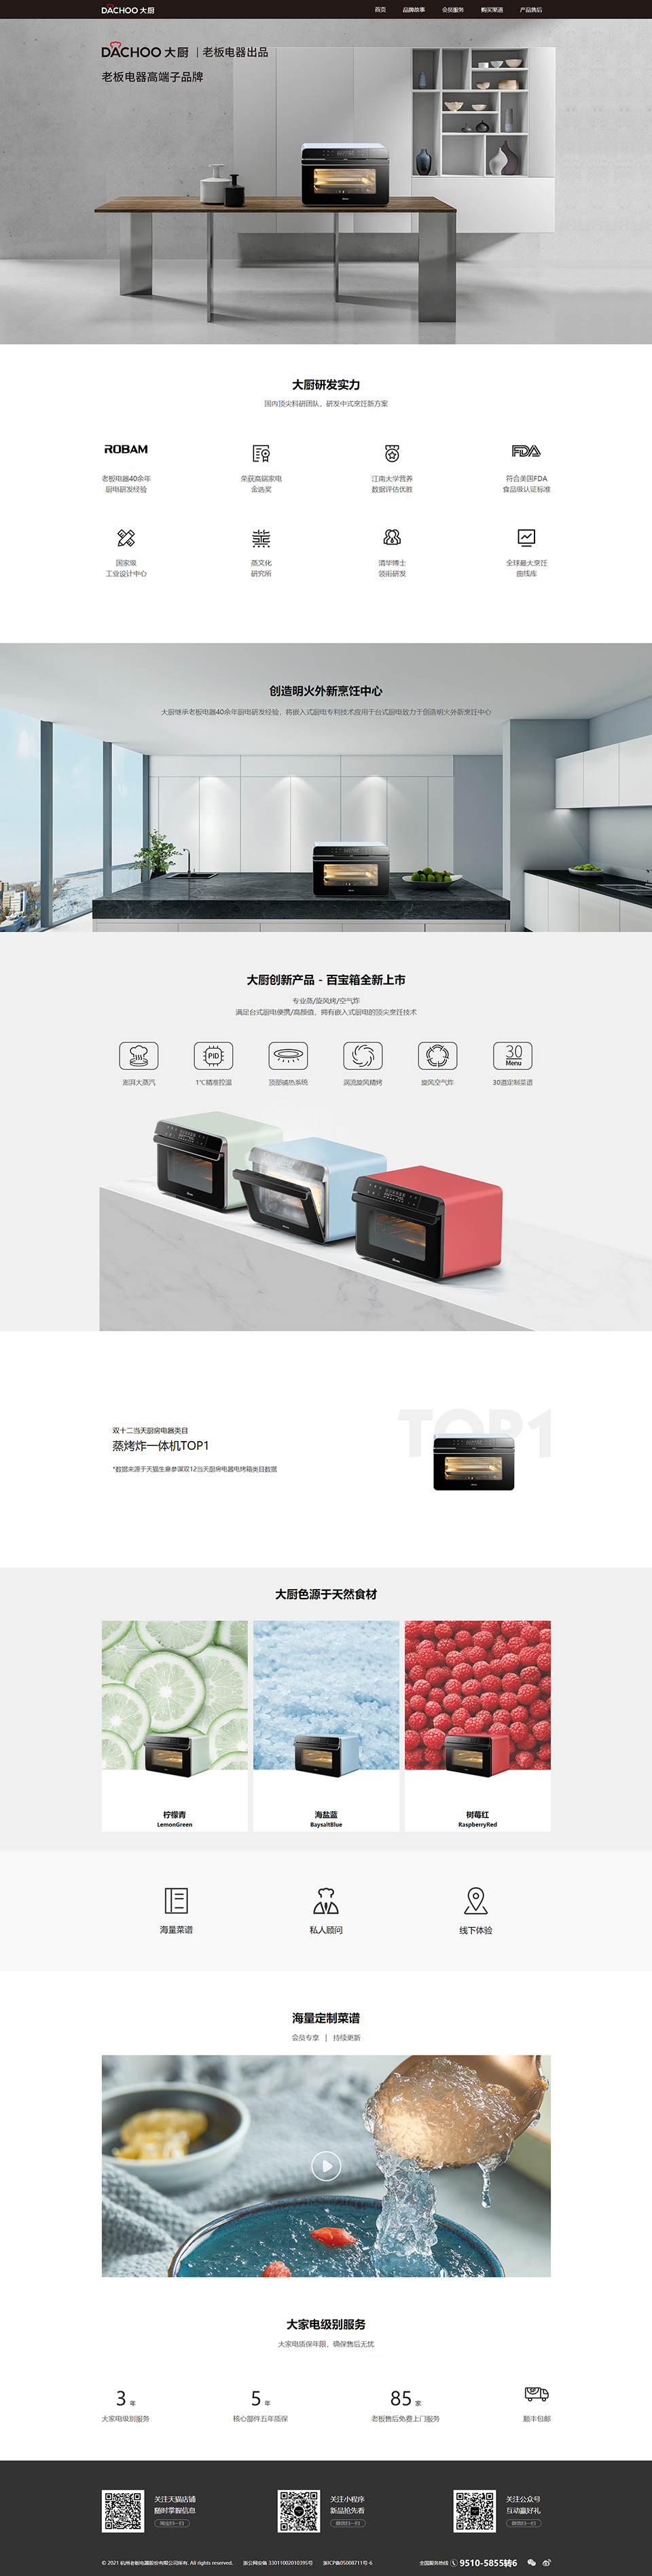 DACHOO 大厨
首页 品牌故事 会员服务 购买渠道 产品售后
DACHOO 大厨 | 老板电器出品
老板电器高端子品牌
大厨研发实力
国内顶尖科研团队，研发中式烹饪新方案
ROBAM
FDA
老板电器40余年 荣获高端家电 江南大学营养 符合美国FDA
厨电研发经验 金选奖 数据评估优胜 食品级认证标准
国家级 蒸文化 清华博士 全球最大烹饪
工业设计中心 研究所 领衔研发 曲线库
创造明火外新烹饪中心
大厨继承老板电器40余年厨电研发经验，将嵌入式厨电专利技术应用于台式厨电致力于创造明火外新烹饪中心
大厨创新产品 - 百宝箱全新上市
专业蒸/旋风烤/空气炸
满足台式厨电便携/高颜值，拥有嵌入式厨电的顶尖烹饪技术
PID
30
Menu
澎湃大蒸汽 1℃精准控温 顶部辅热系统 涡流旋风精烤 旋风空气炸 30道定制菜谱
TOP1
双十二当天厨房电器类目
蒸烤炸一体机TOP1
*数据来源于天猫生意参谋双12当天厨房电器电烤箱类目数据
大厨色源于天然食材
柠檬青 海盐蓝 树莓红
LemonGreen BaysaltBlue RaspberryRed
海量菜谱 私人顾问 线下体验
海量定制菜谱
会员专享 | 持续更新
大家电级别服务
大家电质保年限，确保售后无忧
3 年 5 年 85 家
大家电级别服务 核心部件五年质保 老板售后免费上门服务 顺丰包邮
关注天猫店铺 关注小程序 关注公众号
随时掌握信息 新品抢先看 互动赢好礼
淘宝扫一扫 微信扫一扫 微信扫一扫
© 2021 杭州老板电器股份有限公司所有. All rights reserved. 浙公网安备 33011002010395号 浙ICP备05008711号-6 全国服务热线 9510-5855转6